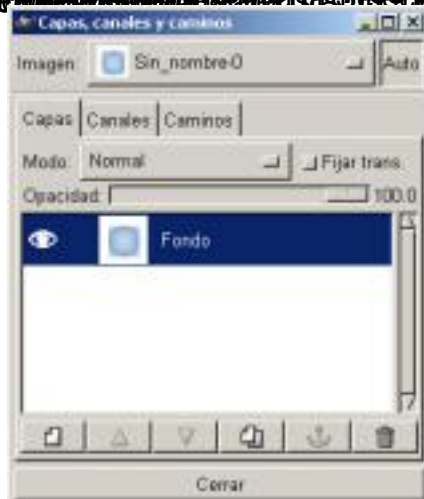 Capas, canales y caminos
Imagen: Sin_nombre-0 Auto
Capas Canales Caminos
Modo: Normal Fijar trans.
Opacidad: 100.0
Fondo
Cerrar